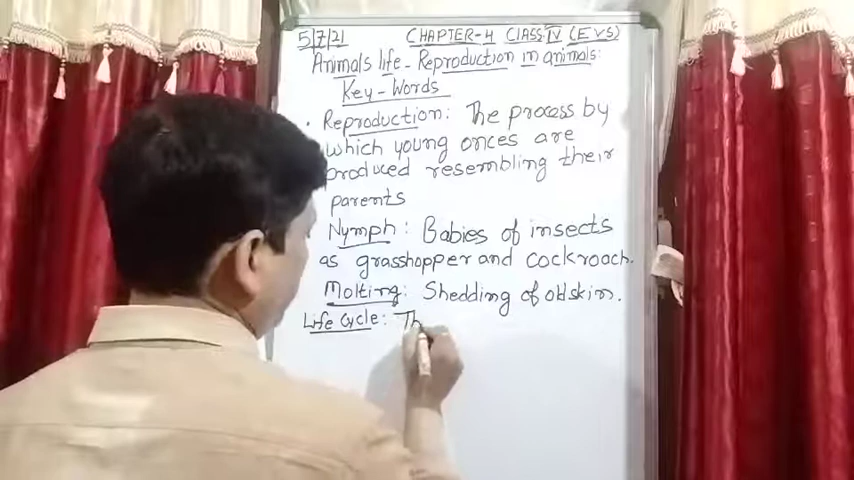 5/7/21 CHAPTER-4 CLASS-IV (EVS)
Animals life - Reproduction in animals:
Key-Words
• Reproduction: The process by
which young onces are
produced resembling their
parents
Nymph: Babies of insects
as grasshopper and cockroach.
Molting: Shedding of old skin.
Life Cycle: Th